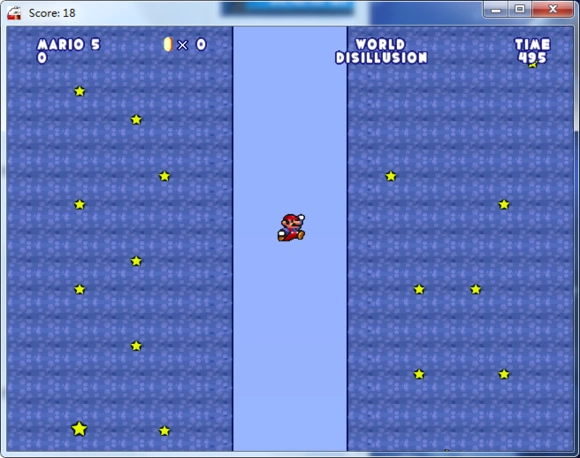 Score: 18
MARIO 5
× 0
WORLD
TIME
0
DISILLUSION
495